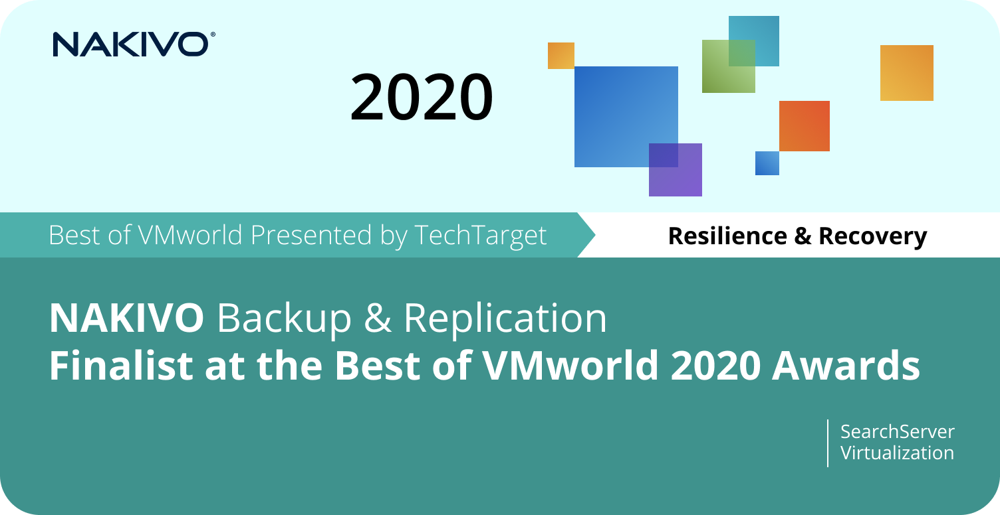 NAKIVO®
2020
Best of VMworld Presented by TechTarget
Resilience & Recovery
NAKIVO Backup & Replication
Finalist at the Best of VMworld 2020 Awards
SearchServer
Virtualization